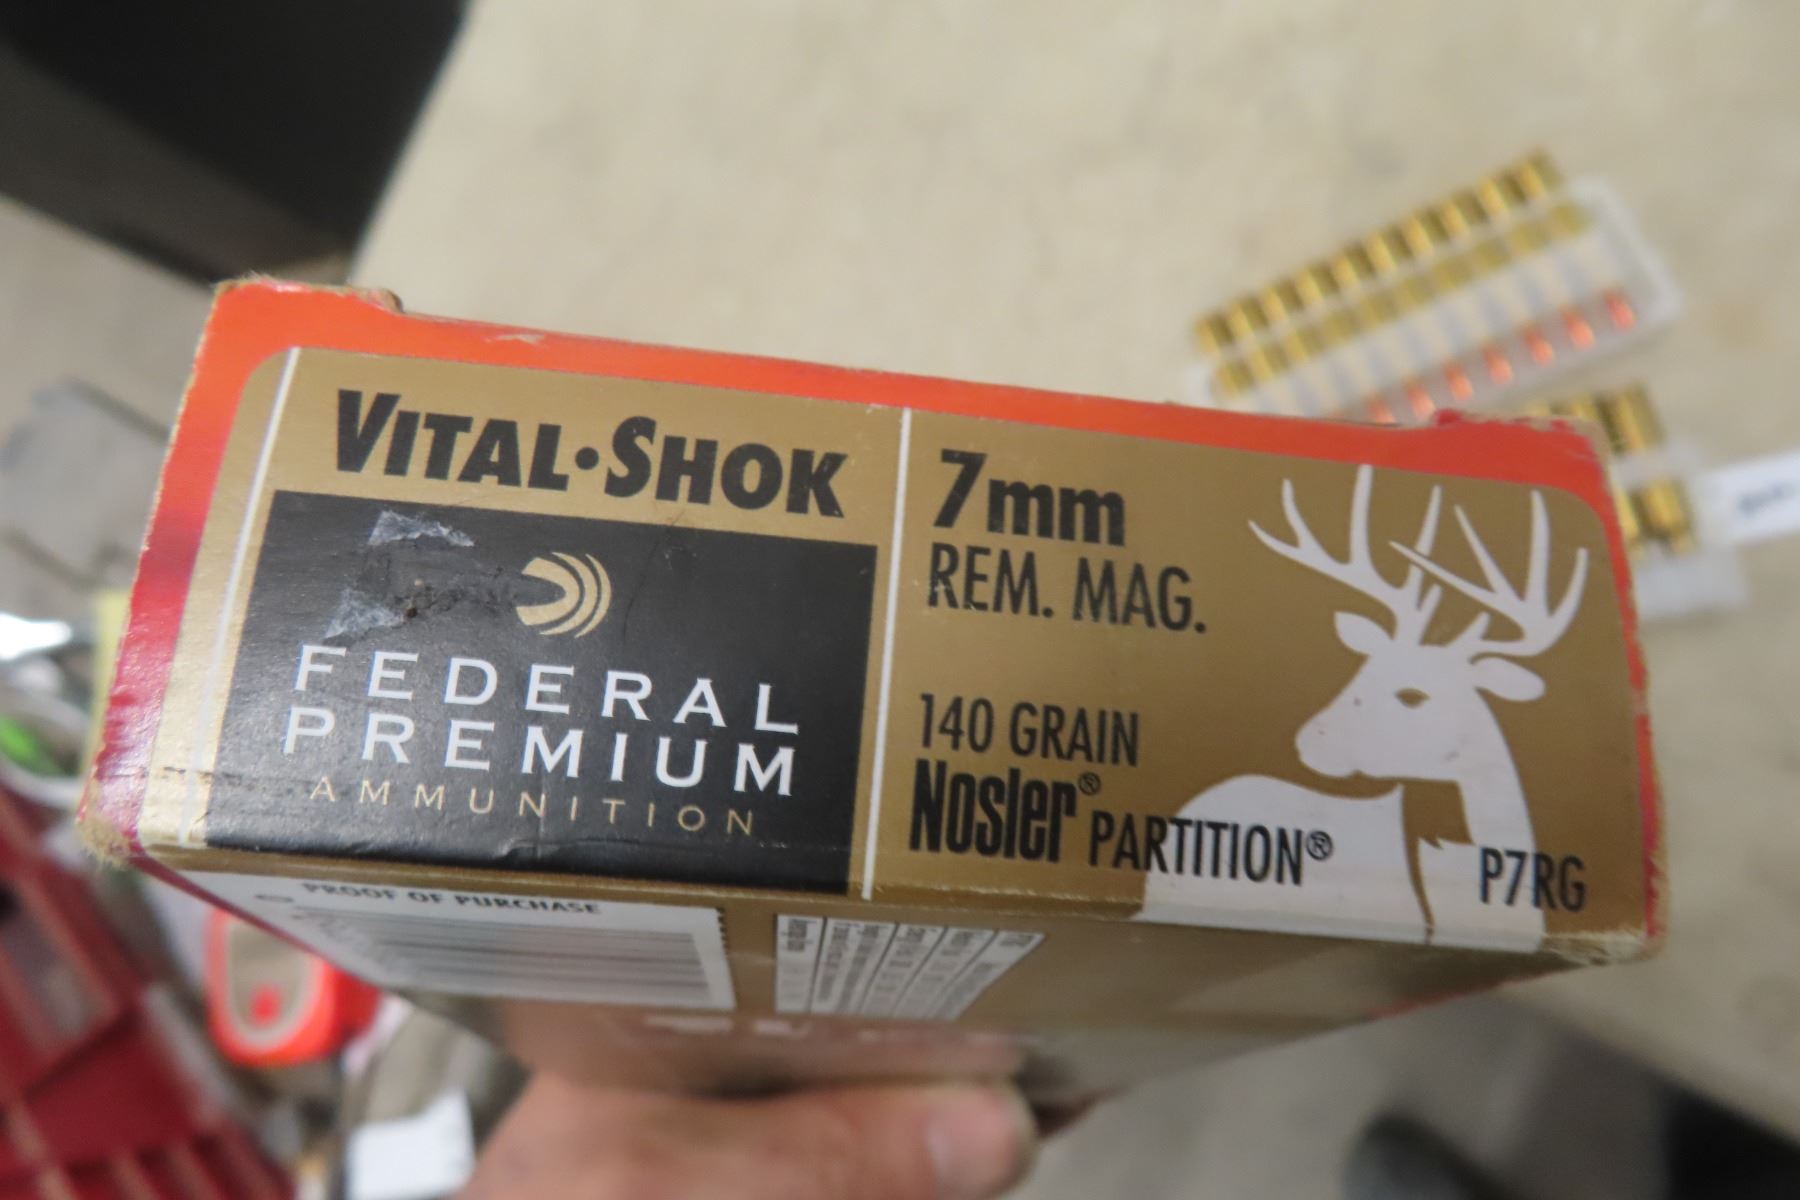 VITAL·SHOK
FEDERAL
PREMIUM
AMMUNITION
7mm
REM. MAG.
140 GRAIN
Nosler® PARTITION®
P7RG
PROOF OF PURCHASE